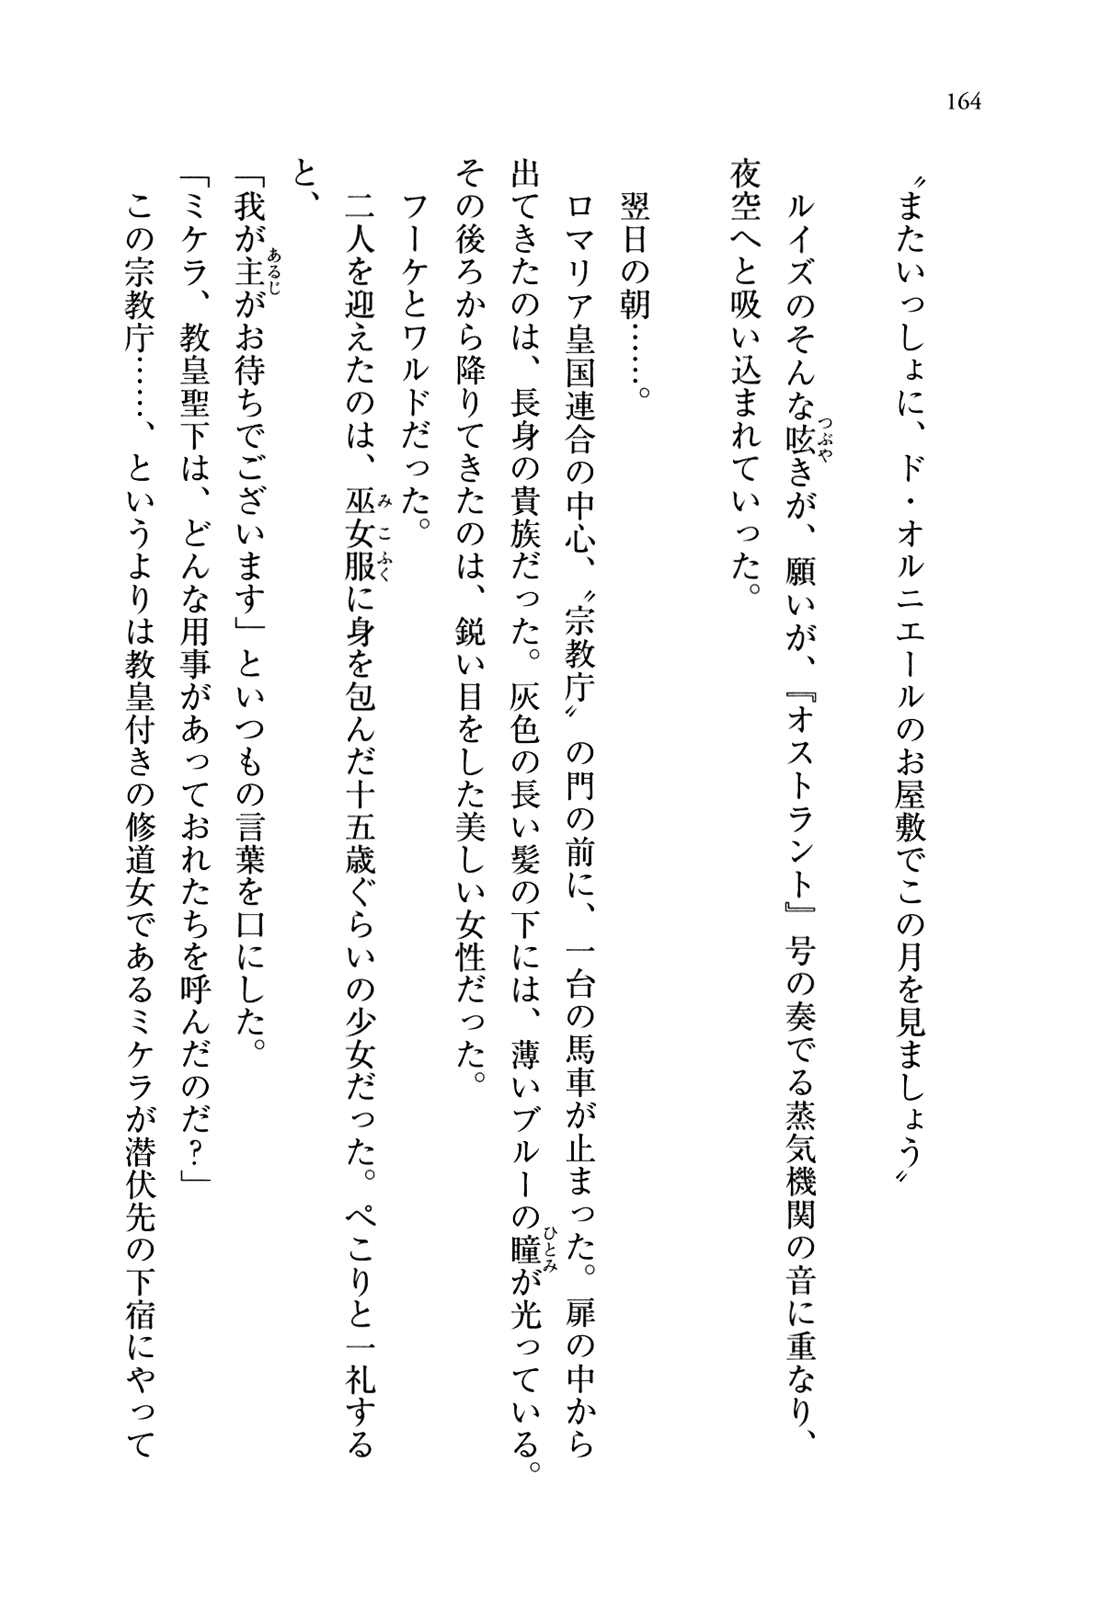 164
〝またいっしょに、ド・オルニエールのお屋敷でこの月を見ましょう〟
ルイズのそんな呟きが、願いが、『オストラント』号の奏でる蒸気機関の音に重なり、
夜空へと吸い込まれていった。
翌日の朝……。
ロマリア皇国連合の中心、〝宗教庁〟の門の前に、一台の馬車が止まった。扉の中から
出てきたのは、長身の貴族だった。灰色の長い髪の下には、薄いブルーの瞳が光っている。
その後ろから降りてきたのは、鋭い目をした美しい女性だった。
フーケとワルドだった。
二人を迎えたのは、巫女服に身を包んだ十五歳ぐらいの少女だった。ぺこりと一礼する
と、
「我が主がお待ちでございます」といつもの言葉を口にした。
「ミケラ、教皇聖下は、どんな用事があっておれたちを呼んだのだ？」
この宗教庁……、というよりは教皇付きの修道女であるミケラが潜伏先の下宿にやって